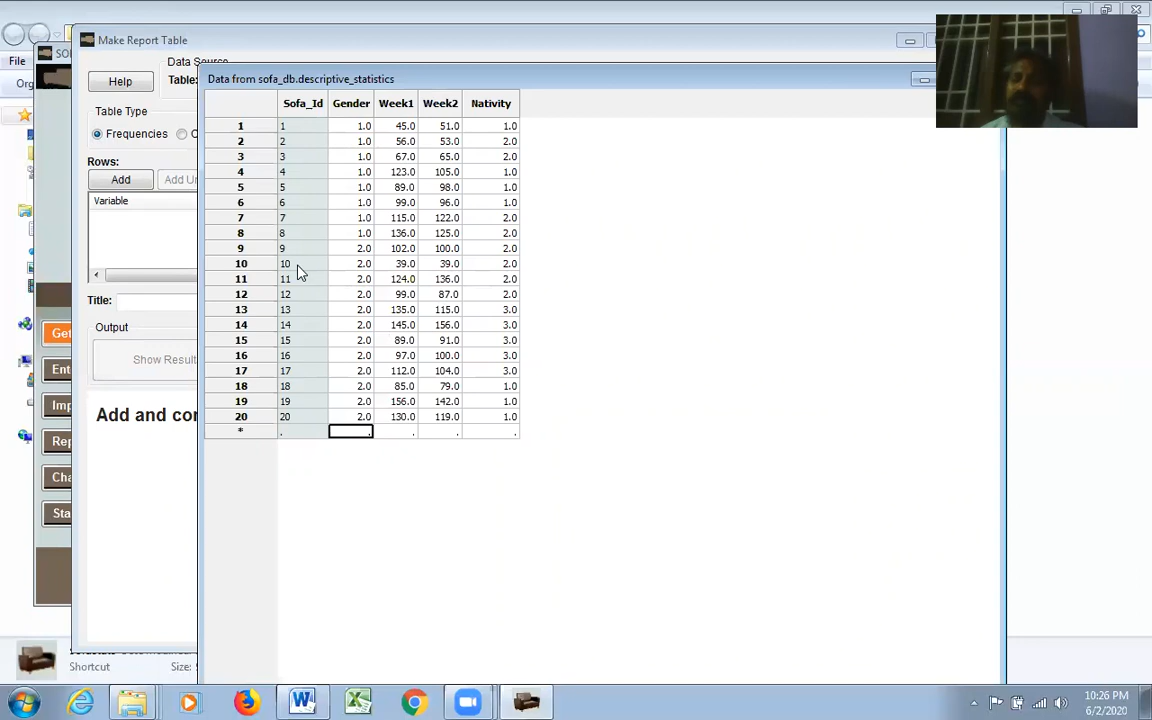 Make Report Table
File
SO
Data Source
Org
Help
Table:
Data from sofa_db.descriptive_statistics
Table Type
Frequencies
Rows:
Add
Add Un
Variable
Title:
Output
Show Result
Add and con
Get
Ente
Imp
Rep
Cha
Sta
Sofa_Id Gender Week1 Week2 Nativity
1 1 1.0 45.0 51.0 1.0
2 2 1.0 56.0 53.0 2.0
3 3 1.0 67.0 65.0 2.0
4 4 1.0 123.0 105.0 1.0
5 5 1.0 89.0 98.0 1.0
6 6 1.0 99.0 96.0 1.0
7 7 1.0 115.0 122.0 2.0
8 8 1.0 136.0 125.0 2.0
9 9 2.0 102.0 100.0 2.0
10 10 2.0 39.0 39.0 2.0
11 11 2.0 124.0 136.0 2.0
12 12 2.0 99.0 87.0 2.0
13 13 2.0 135.0 115.0 3.0
14 14 2.0 145.0 156.0 3.0
15 15 2.0 89.0 91.0 3.0
16 16 2.0 97.0 100.0 3.0
17 17 2.0 112.0 104.0 3.0
18 18 2.0 85.0 79.0 1.0
19 19 2.0 156.0 142.0 1.0
20 20 2.0 130.0 119.0 1.0
* . . . . .
Shortcut
Size:
10:26 PM
6/2/2020